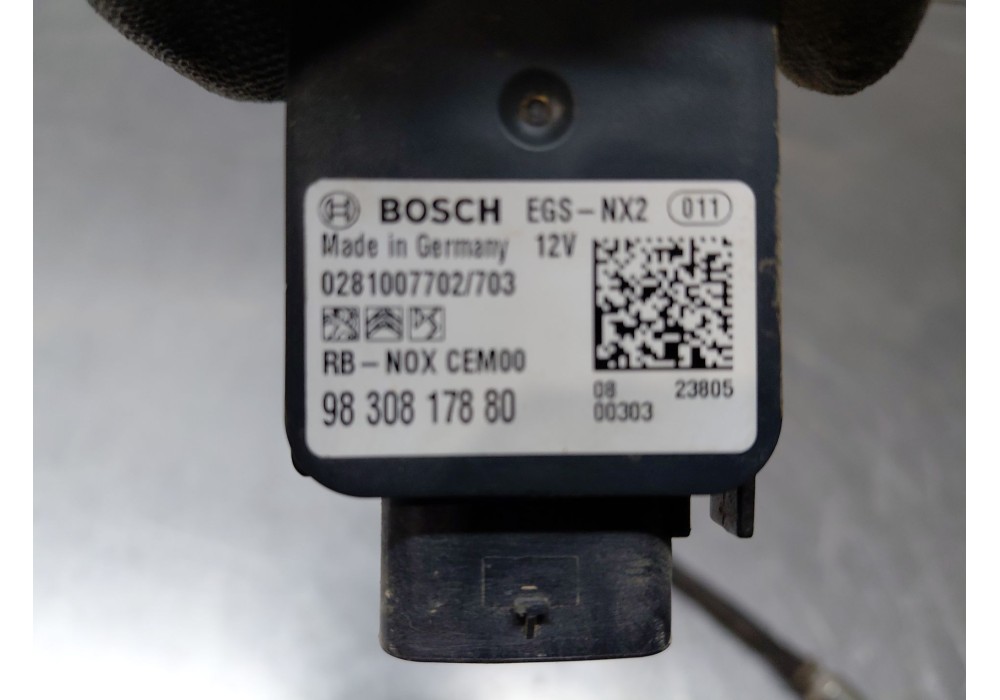 BOSCH EGS-NX2 011
Made in Germany 12V
0281007702/703
RB-NOX CEM00
98 308 178 80
08 23805
00303